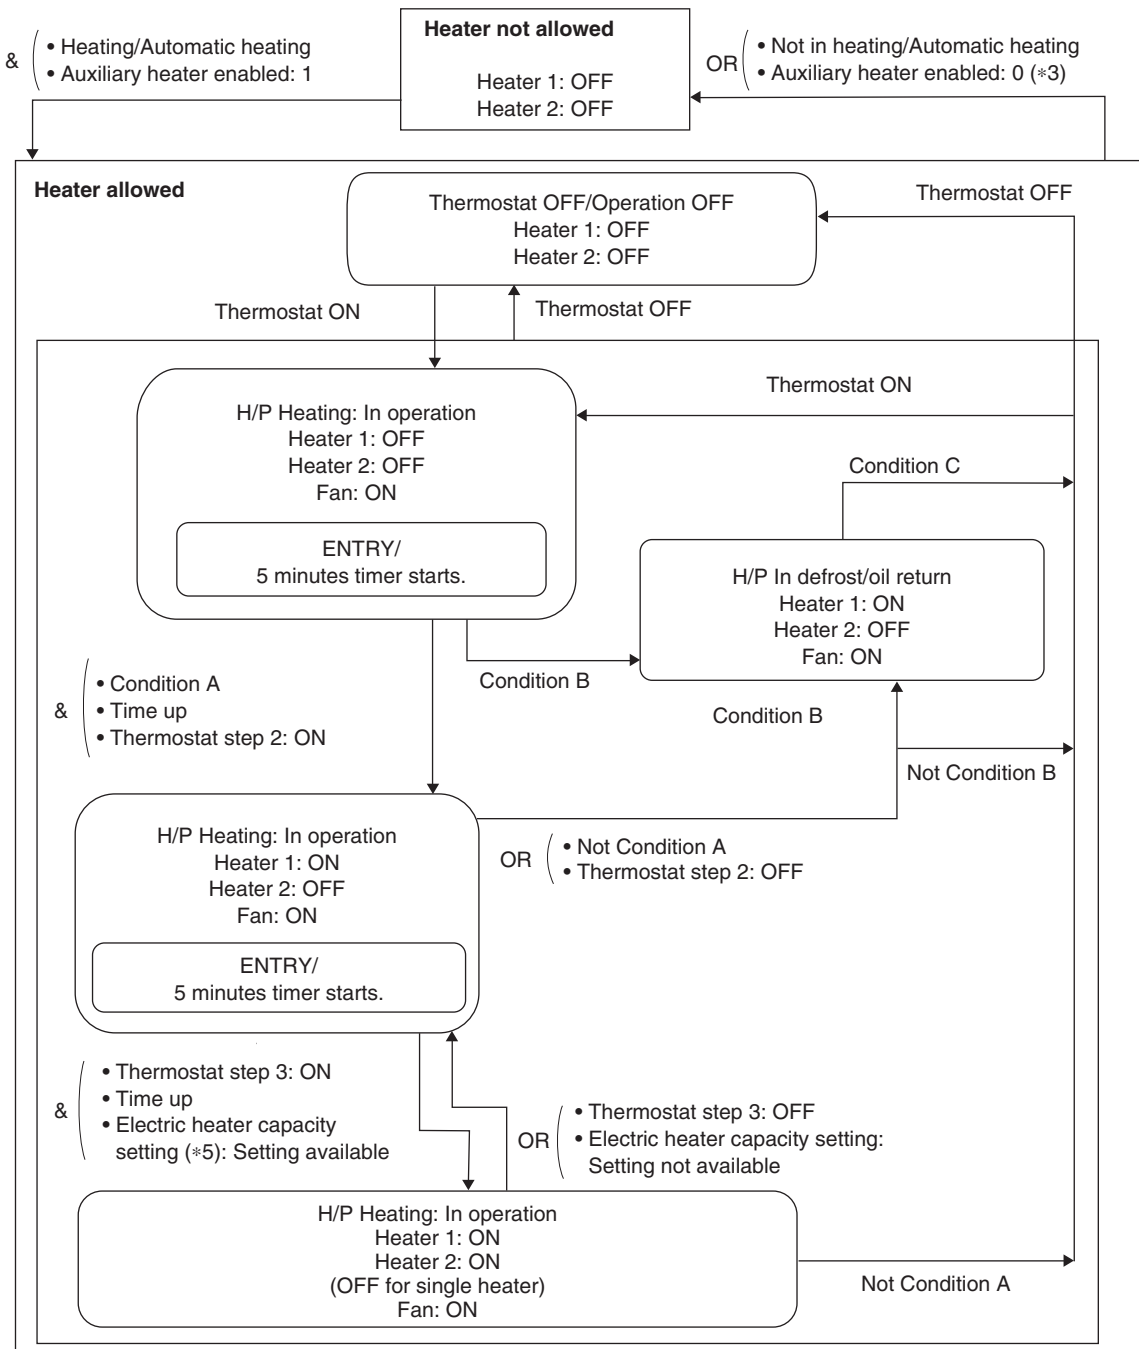 Heater not allowed
Heater 1: OFF
Heater 2: OFF
&
• Heating/Automatic heating
• Auxiliary heater enabled: 1
OR
• Not in heating/Automatic heating
• Auxiliary heater enabled: 0 (*3)
Heater allowed
Thermostat OFF/Operation OFF
Heater 1: OFF
Heater 2: OFF
Thermostat OFF
Thermostat ON
Thermostat OFF
H/P Heating: In operation
Heater 1: OFF
Heater 2: OFF
Fan: ON
ENTRY/
5 minutes timer starts.
Thermostat ON
Condition C
H/P In defrost/oil return
Heater 1: ON
Heater 2: OFF
Fan: ON
&
• Condition A
• Time up
• Thermostat step 2: ON
Condition B
Condition B
Not Condition B
H/P Heating: In operation
Heater 1: ON
Heater 2: OFF
Fan: ON
ENTRY/
5 minutes timer starts.
OR
• Not Condition A
• Thermostat step 2: OFF
&
• Thermostat step 3: ON
• Time up
• Electric heater capacity
setting (*5): Setting available
OR
• Thermostat step 3: OFF
• Electric heater capacity setting:
Setting not available
H/P Heating: In operation
Heater 1: ON
Heater 2: ON
(OFF for single heater)
Fan: ON
Not Condition A